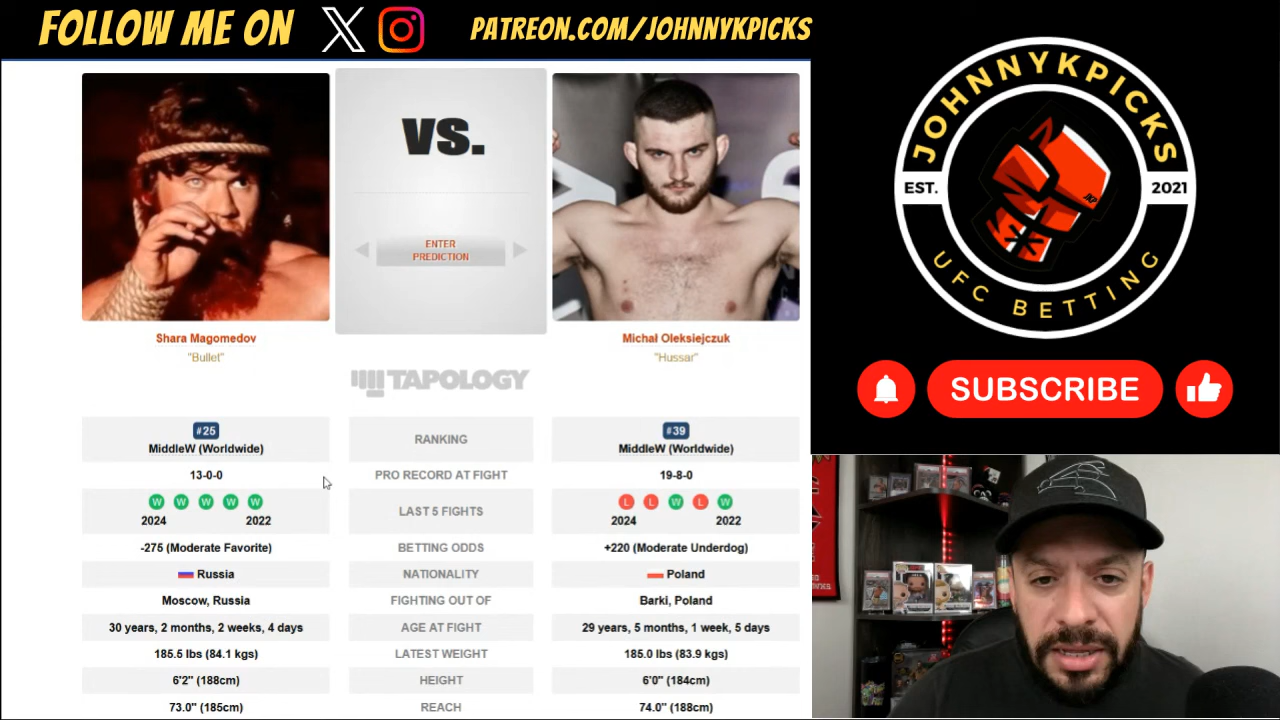 FOLLOW ME ON
PATREON.COM/JOHNNYKPICKS
VS.
ENTER
PREDICTION
Shara Magomedov
"Bullet"
Michał Oleksiejczuk
"Hussar"
TAPOLOGY
#25
MiddleW (Worldwide)
RANKING
#39
MiddleW (Worldwide)
13-0-0
PRO RECORD AT FIGHT
19-8-0
W W W W W
2024 2022
LAST 5 FIGHTS
L L W L W
2024 2022
-275 (Moderate Favorite)
BETTING ODDS
+220 (Moderate Underdog)
Russia
NATIONALITY
Poland
Moscow, Russia
FIGHTING OUT OF
Barki, Poland
30 years, 2 months, 2 weeks, 4 days
AGE AT FIGHT
29 years, 5 months, 1 week, 5 days
185.5 lbs (84.1 kgs)
LATEST WEIGHT
185.0 lbs (83.9 kgs)
6'2" (188cm)
HEIGHT
6'0" (184cm)
73.0" (185cm)
REACH
74.0" (188cm)
JOHNNYKPICKS
EST.
2021
JKP
UFC BETTING
SUBSCRIBE